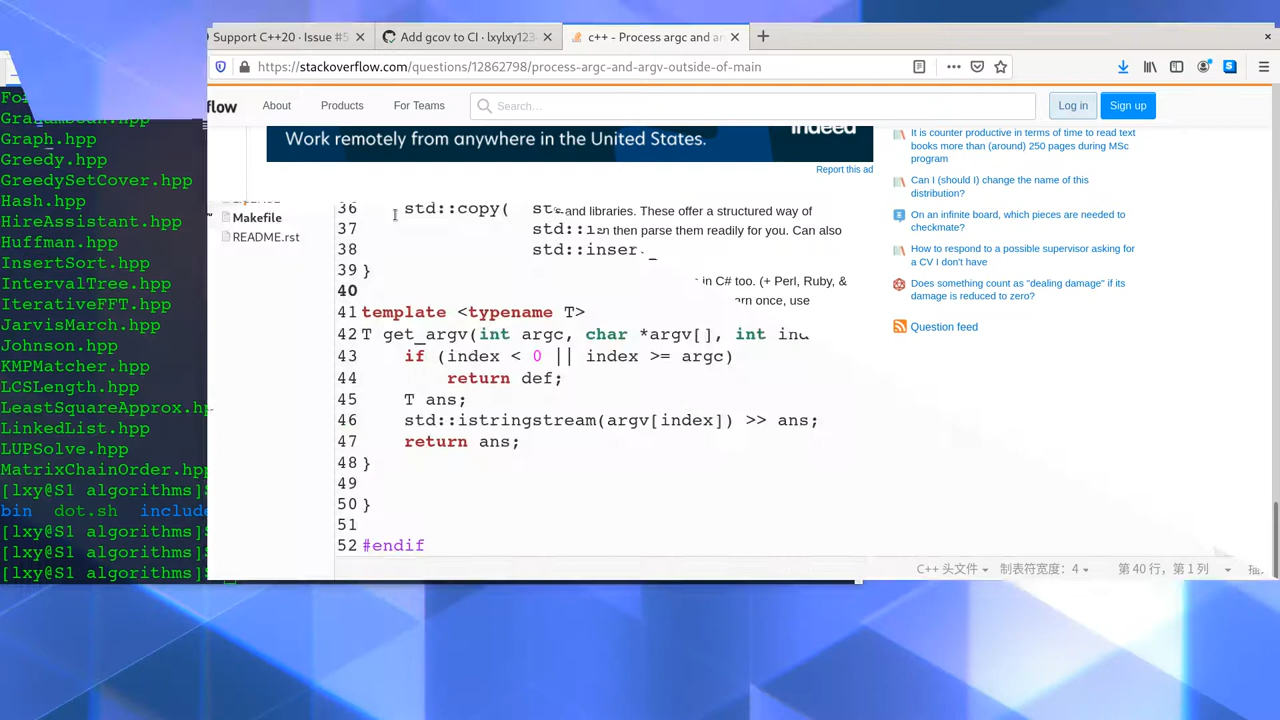 Support C++20 · Issue #5
Add gcov to CI · lxylxy123
c++ - Process argc and ar
https://stackoverflow.com/questions/12862798/process-argc-and-argv-outside-of-main
flow
About
Products
For Teams
Search...
Log in
Sign up
Work remotely from anywhere in the United States.
indeed
Report this ad
Graph.hpp
Greedy.hpp
GreedySetCover.hpp
Hash.hpp
HireAssistant.hpp
Huffman.hpp
InsertSort.hpp
IntervalTree.hpp
IterativeFFT.hpp
JarvisMarch.hpp
Johnson.hpp
KMPMatcher.hpp
LCSLength.hpp
LeastSquareApprox.hp
LinkedList.hpp
LUPSolve.hpp
MatrixChainOrder.hpp
[lxy@S1 algorithms]$
bin dot.sh include
[lxy@S1 algorithms]$
[lxy@S1 algorithms]$
[lxy@S1 algorithms]$
Makefile
README.rst
36 std::copy( st
and libraries. These offer a structured way of
37 std::i
n then parse them readily for you. Can also
38 std::inser
39 }
in C# too. (+ Perl, Ruby, &
40
arn once, use
41 template <typename T>
42 T get_argv(int argc, char *argv[], int in
43 if (index < 0 || index >= argc)
44 return def;
45 T ans;
46 std::istringstream(argv[index]) >> ans;
47 return ans;
48 }
49
50 }
51
52 #endif
It is counter productive in terms of time to read text
books more than (around) 250 pages during MSc
program
Can I (should I) change the name of this
distribution?
On an infinite board, which pieces are needed to
checkmate?
How to respond to a possible supervisor asking for
a CV I don't have
Does something count as "dealing damage" if its
damage is reduced to zero?
Question feed
C++ 头文件
制表符宽度：4
第 40 行，第 1 列